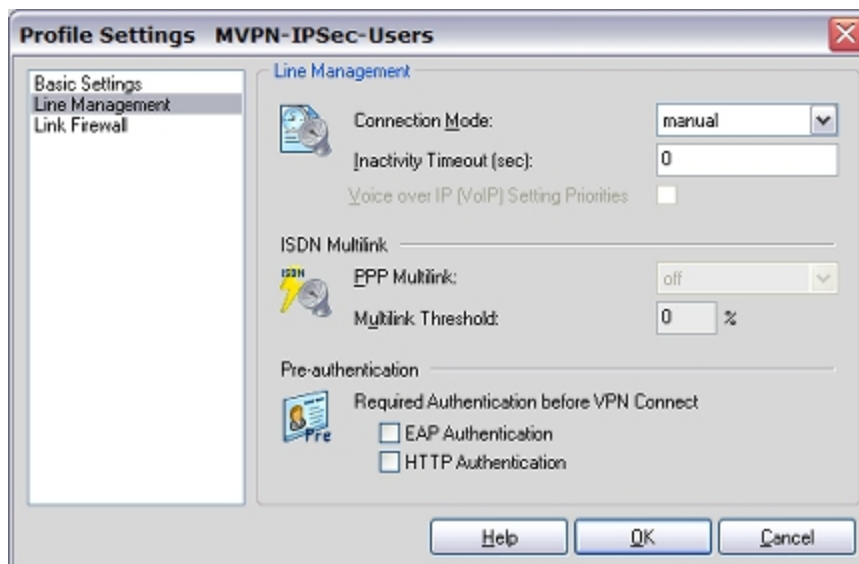 Profile Settings MVPN-IPSec-Users
Basic Settings
Line Management
Link Firewall
Line Management
Connection Mode: manual
Inactivity Timeout (sec): 0
Voice over IP (VoIP) Setting Priorities
ISDN Multilink
ISDN
PPP Multilink: off
Multilink Threshold: 0 %
Pre-authentication
Pre
Required Authentication before VPN Connect
EAP Authentication
HTTP Authentication
Help OK Cancel